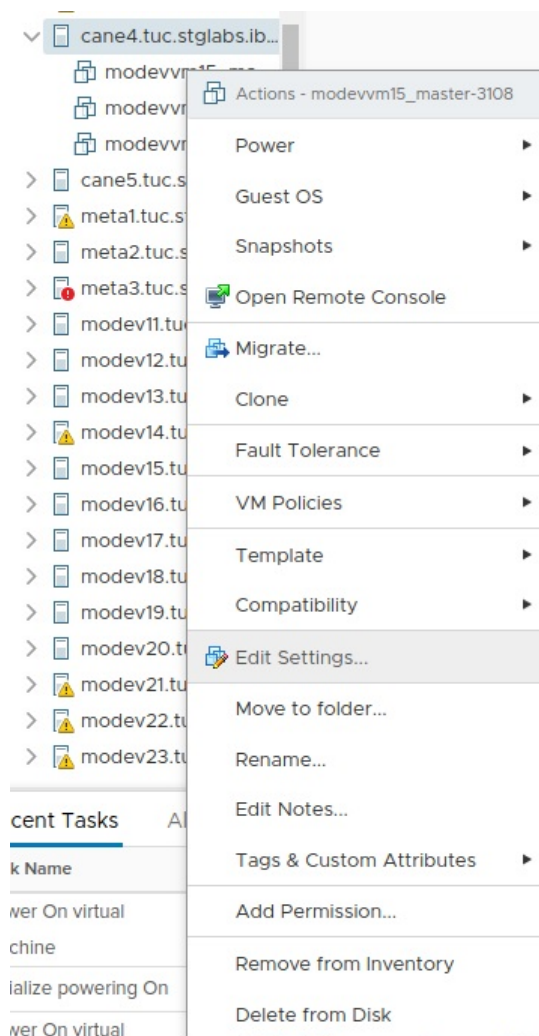 cane4.tuc.stglabs.ib...
modevvm15_ma
modevvm
modevvm
cane5.tuc.s
meta1.tuc.s
meta2.tuc.s
meta3.tuc.s
modev11.tu
modev12.tu
modev13.tu
modev14.tu
modev15.tu
modev16.tu
modev17.tu
modev18.tu
modev19.tu
modev20.tu
modev21.tu
modev22.tu
modev23.tu
Actions - modevvm15_master-3108
Power
Guest OS
Snapshots
Open Remote Console
Migrate...
Clone
Fault Tolerance
VM Policies
Template
Compatibility
Edit Settings...
Move to folder...
Rename...
Edit Notes...
Tags & Custom Attributes
Add Permission...
Remove from Inventory
Delete from Disk
cent Tasks Al
k Name
wer On virtual
chine
ialize powering On
wer On virtual